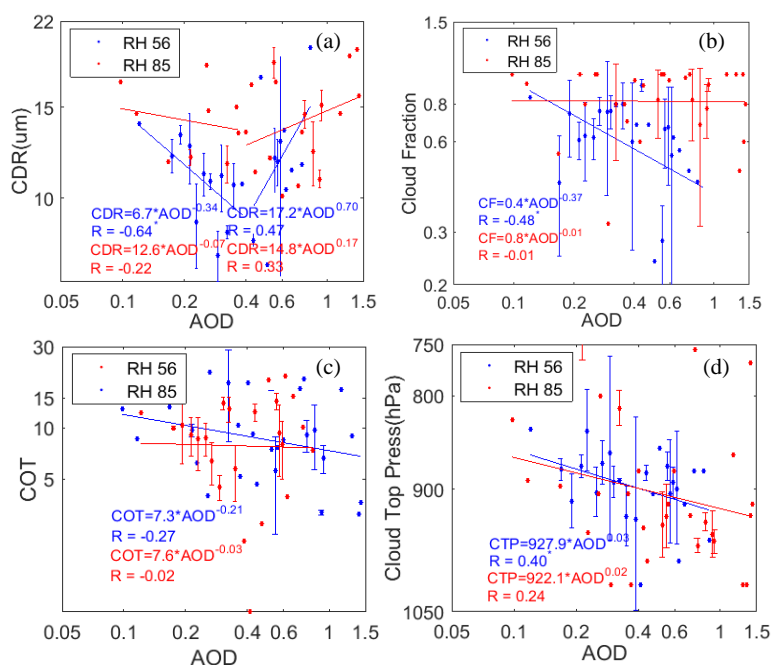 22
15
10
CDR(um)
RH 56
RH 85
(a)
CDR=6.7*AOD-0.34
R = -0.64*
CDR=12.6*AOD-0.07
R = -0.22
CDR=17.2*AOD0.70
R = 0.47
CDR=14.8*AOD0.17
R = 0.33
0.05 0.1 0.2 0.4 0.6 1 1.5
AOD
1.5
0.8
0.6
0.3
0.2
Cloud Fraction
RH 56
RH 85
(b)
CF=0.4*AOD-0.37
R = -0.48*
CF=0.8*AOD-0.01
R = -0.01
0.05 0.1 0.2 0.4 0.6 1 1.5
AOD
30
15
10
5
COT
RH 56
RH 85
(c)
COT=7.3*AOD-0.21
R = -0.27
COT=7.6*AOD-0.03
R = -0.02
0.05 0.1 0.2 0.4 0.6 1 1.5
AOD
750
800
900
1050
Cloud Top Press(hPa)
RH 56
RH 85
(d)
CTP=927.9*AOD0.03
R = 0.40*
CTP=922.1*AOD0.02
R = 0.24
0.05 0.1 0.2 0.4 0.6 1 1.5
AOD